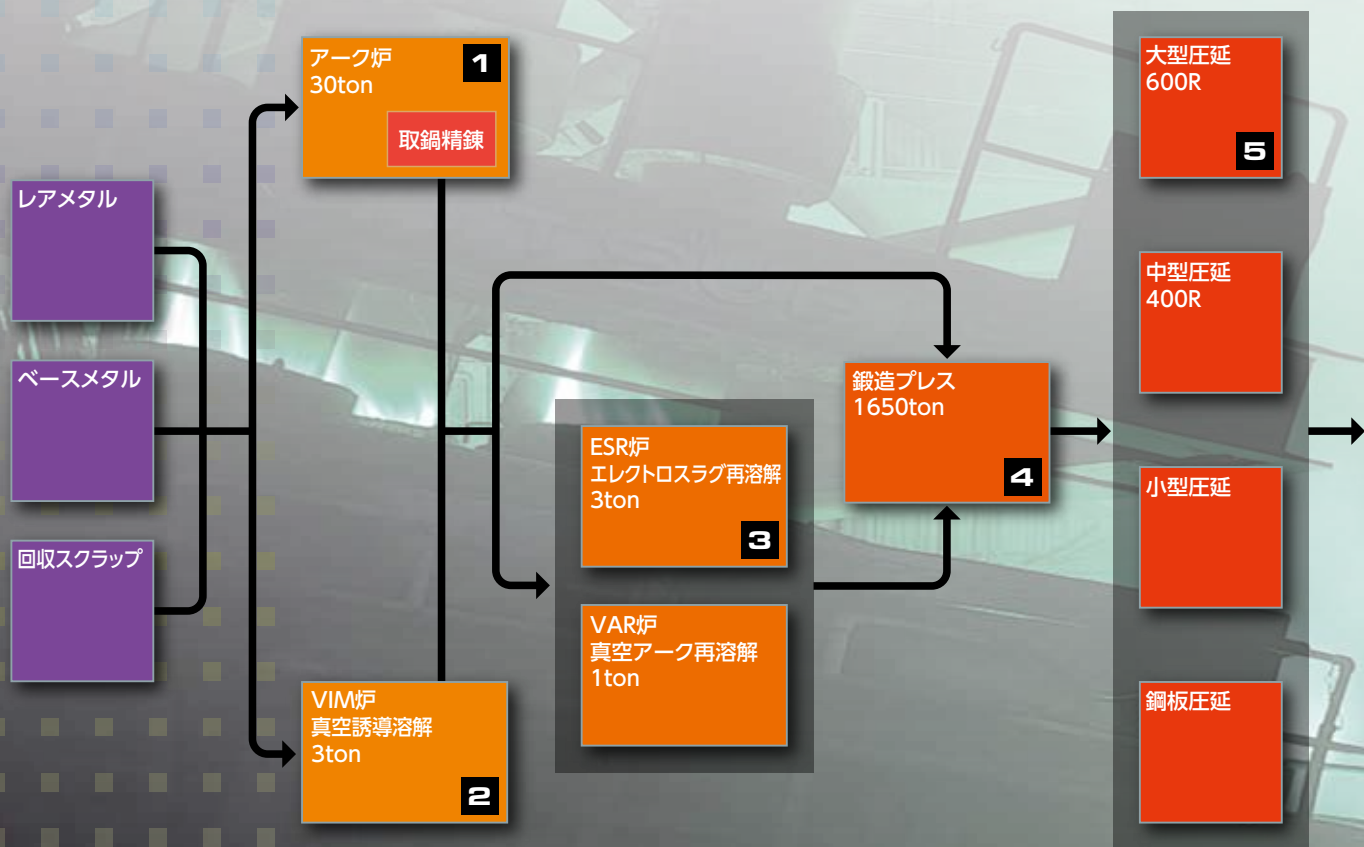 レアメタル
ベースメタル
回収スクラップ
アーク炉
30ton
1
取鍋精錬
VIM炉
真空誘導溶解
3ton
2
ESR炉
エレクトロスラグ再溶解
3ton
3
VAR炉
真空アーク再溶解
1ton
鍛造プレス
1650ton
4
大型圧延
600R
5
中型圧延
400R
小型圧延
鋼板圧延